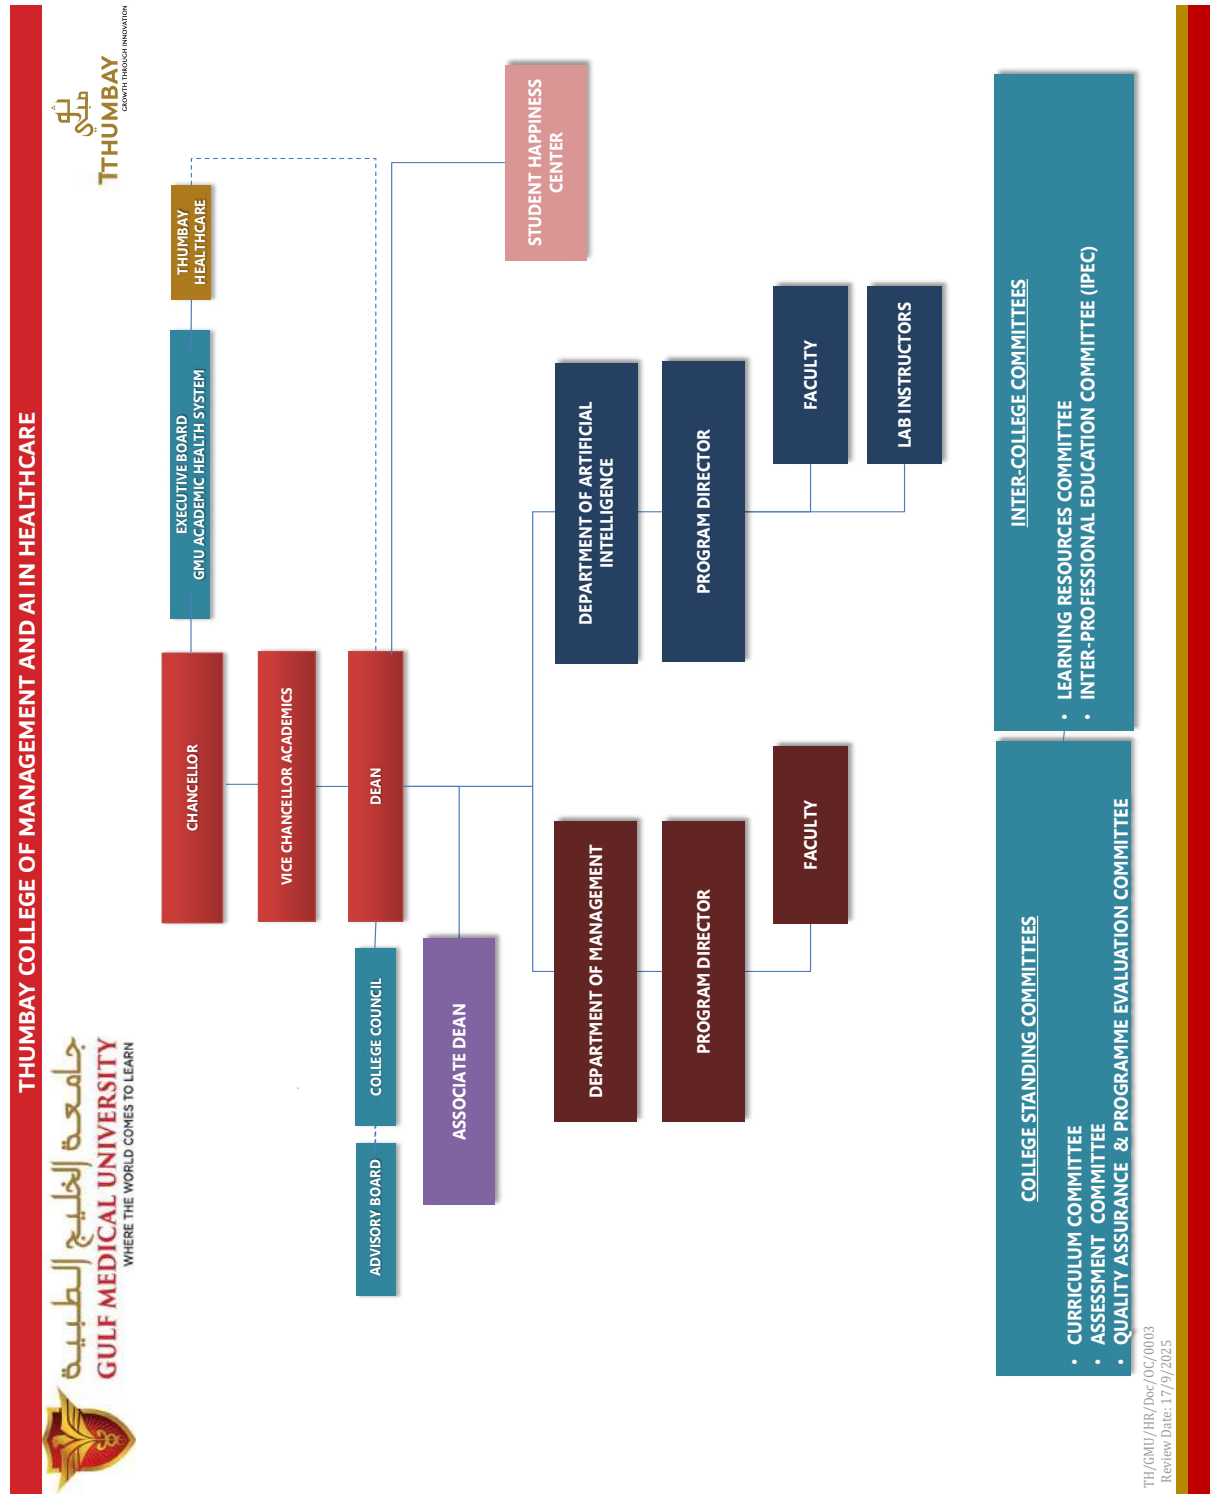 THUMBAY COLLEGE OF MANAGEMENT AND AI IN HEALTHCARE
جامعة الخليج الطبية
GULF MEDICAL UNIVERSITY
WHERE THE WORLD COMES TO LEARN
THUMBAY
GROWTH THROUGH INNOVATION
CHANCELLOR
EXECUTIVE BOARD
GMU ACADEMIC HEALTH SYSTEM
THUMBAY
HEALTHCARE
VICE CHANCELLOR ACADEMICS
ADVISORY BOARD
COLLEGE COUNCIL
DEAN
ASSOCIATE DEAN
STUDENT HAPPINESS
CENTER
DEPARTMENT OF MANAGEMENT
DEPARTMENT OF ARTIFICIAL
INTELLIGENCE
PROGRAM DIRECTOR
PROGRAM DIRECTOR
FACULTY
FACULTY
LAB INSTRUCTORS
COLLEGE STANDING COMMITTEES
• CURRICULUM COMMITTEE
• ASSESSMENT COMMITTEE
• QUALITY ASSURANCE & PROGRAMME EVALUATION COMMITTEE
INTER-COLLEGE COMMITTEES
• LEARNING RESOURCES COMMITTEE
• INTER-PROFESSIONAL EDUCATION COMMITTEE (IPEC)
TH/GMU/HR/Doc/OC/0003
Review Date: 17/9/2025